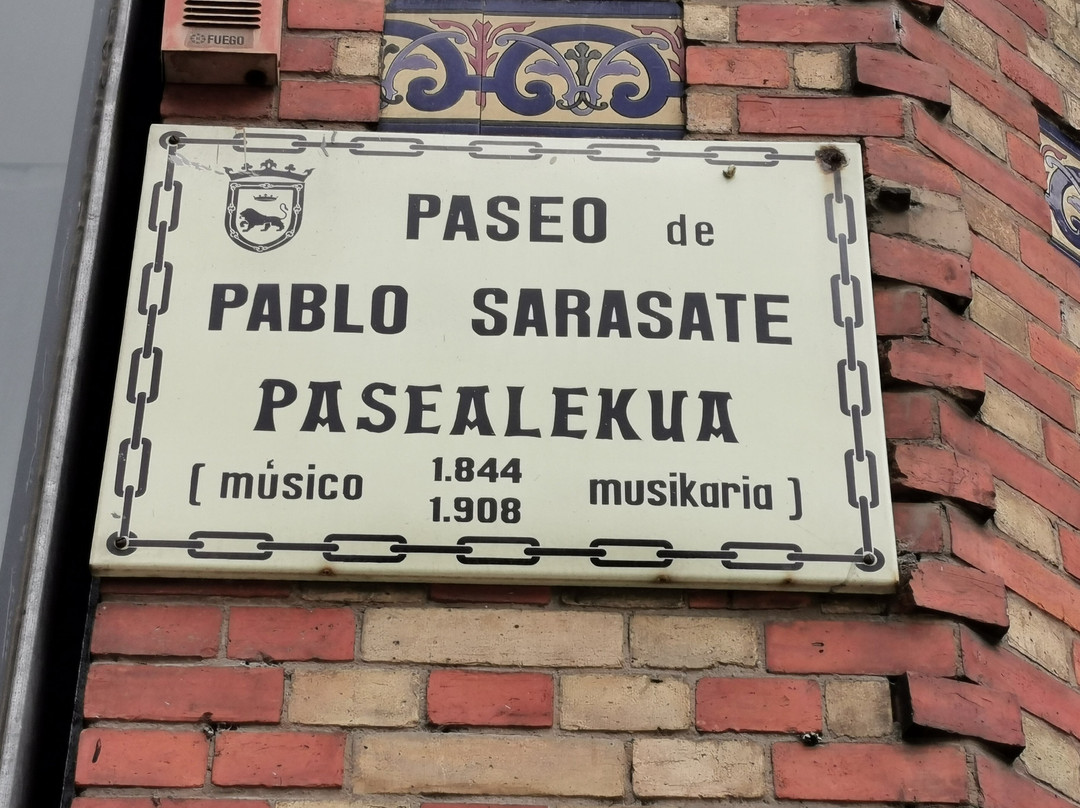 FUEGO
PASEO de
PABLO SARASATE
PASEALEKUA
( músico 1.844 musikaria )
1.908